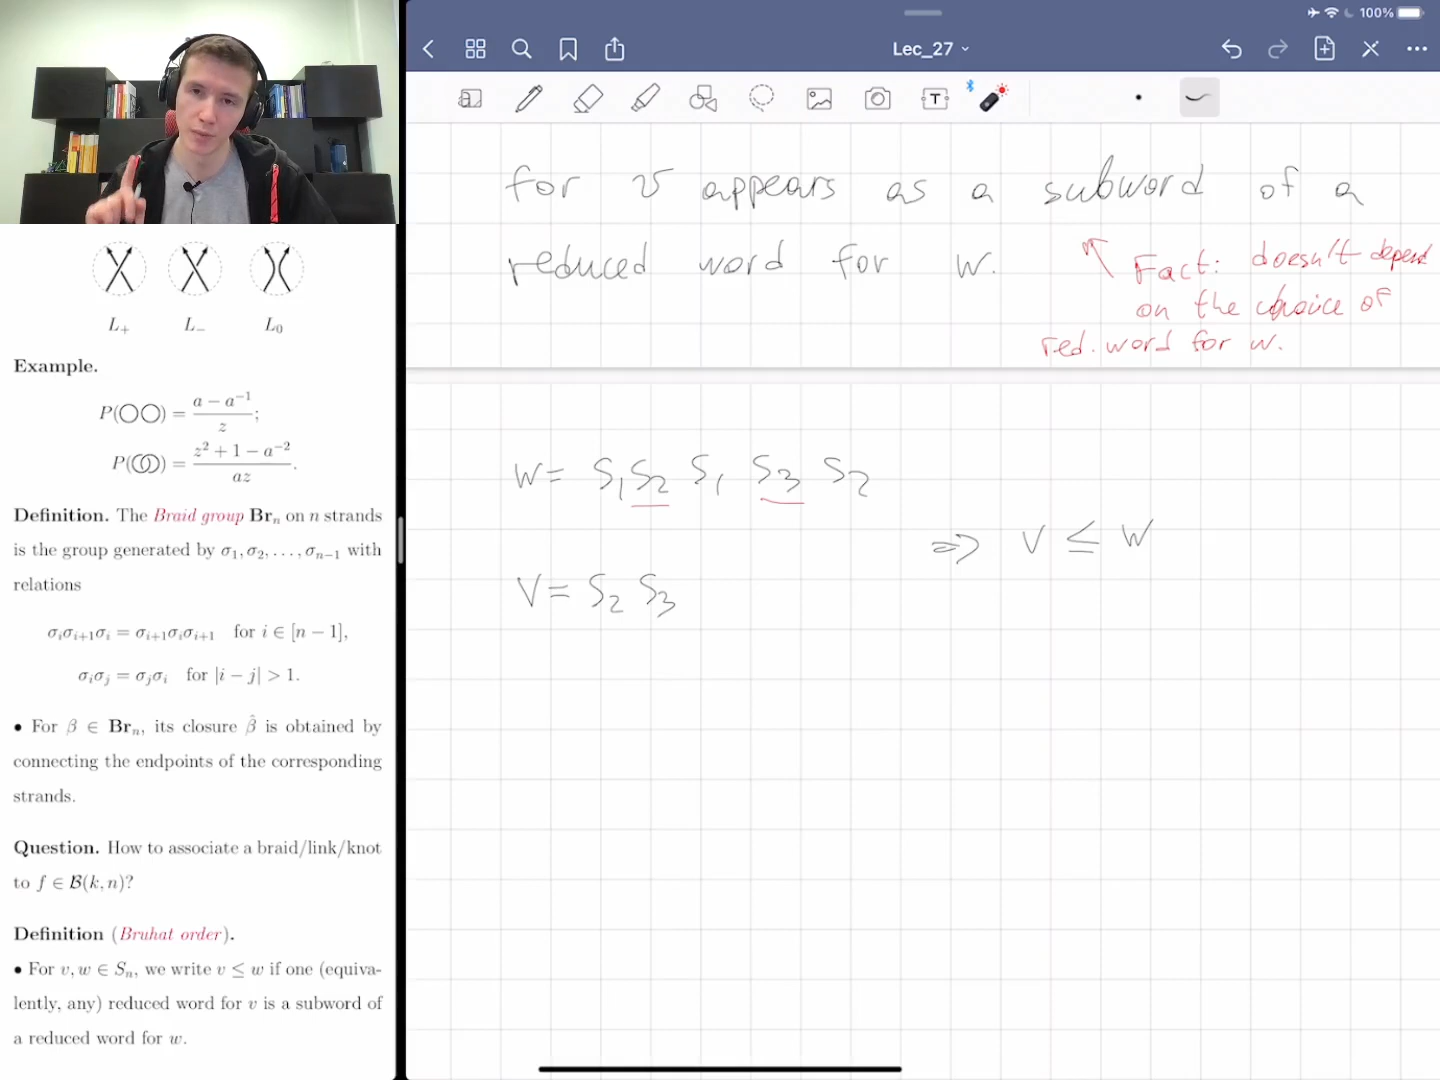 100%
Lec_27
L₊ L₋ L₀
Example.
P(○○) = (a − a⁻¹)/z;
P(◯◯) = (z² + 1 − a⁻²)/(az).
Definition. The Braid group Brₙ on n strands
is the group generated by σ₁, σ₂, . . . , σₙ₋₁ with
relations
σᵢσᵢ₊₁σᵢ = σᵢ₊₁σᵢσᵢ₊₁ for i ∈ [n − 1],
σᵢσⱼ = σⱼσᵢ for |i − j| > 1.
• For β ∈ Brₙ, its closure β̂ is obtained by
connecting the endpoints of the corresponding
strands.
Question. How to associate a braid/link/knot
to f ∈ 𝓑(k, n)?
Definition (Bruhat order).
• For v, w ∈ Sₙ, we write v ≤ w if one (equiva-
lently, any) reduced word for v is a subword of
a reduced word for w.
for v appears as a subword of a
reduced word for w.
Fact: doesn't depend
on the choice of
red. word for w.
w = S₁ S₂ S₁ S₃ S₂
⇒ v ≤ w
v = S₂ S₃